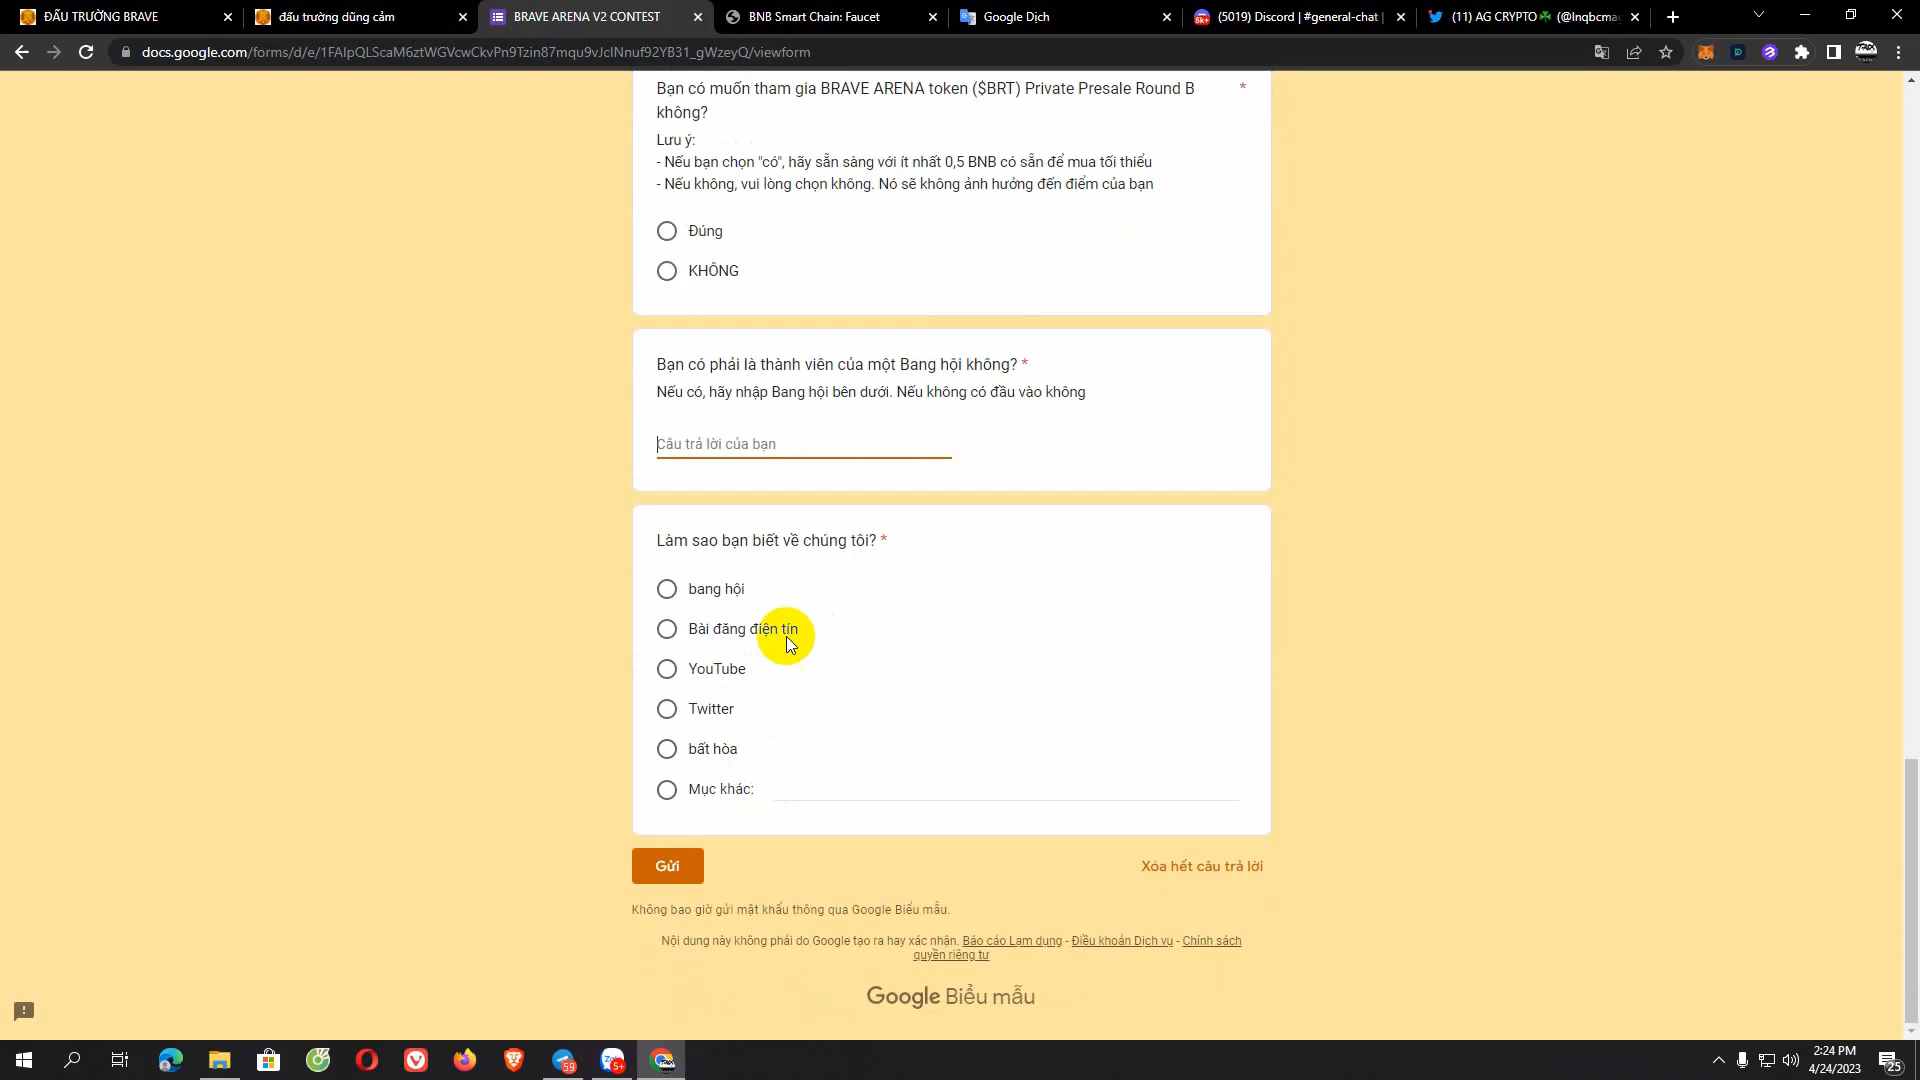 ĐẤU TRƯỜNG BRAVE
đấu trường dũng cảm
BRAVE ARENA V2 CONTEST
BNB Smart Chain: Faucet
Google Dịch
(5019) Discord | #general-chat |
(11) AG CRYPTO☘️ (@lnqbcma
docs.google.com/forms/d/e/1FAIpQLScaM6ztWGVcwCkvPn9Tzin87mqu9vJclNnuf92YB31_gWzeyQ/viewform
Bạn có muốn tham gia BRAVE ARENA token ($BRT) Private Presale Round B *
không?
Lưu ý:
- Nếu bạn chọn "có", hãy sẵn sàng với ít nhất 0,5 BNB có sẵn để mua tối thiểu
- Nếu không, vui lòng chọn không. Nó sẽ không ảnh hưởng đến điểm của bạn
Đúng
KHÔNG
Bạn có phải là thành viên của một Bang hội không? *
Nếu có, hãy nhập Bang hội bên dưới. Nếu không có đầu vào không
Câu trả lời của bạn
Làm sao bạn biết về chúng tôi? *
bang hội
Bài đăng điện tín
YouTube
Twitter
bất hòa
Mục khác:
Gửi
Xóa hết câu trả lời
Không bao giờ gửi mật khẩu thông qua Google Biểu mẫu.
Nội dung này không phải do Google tạo ra hay xác nhận. Báo cáo Lạm dụng - Điều khoản Dịch vụ - Chính sách
quyền riêng tư
Google Biểu mẫu
59
5+
2:24 PM
4/24/2023
25